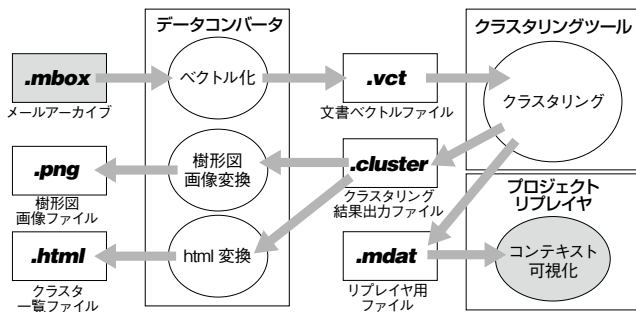 データコンバータ
クラスタリングツール
.mbox
メールアーカイブ
ベクトル化
.vct
文書ベクトルファイル
クラスタリング
.png
樹形図
画像ファイル
樹形図
画像変換
.cluster
クラスタリング
結果出力ファイル
プロジェクト
リプレイヤ
.html
クラスタ
一覧ファイル
html 変換
.mdat
リプレイヤ用
ファイル
コンテキスト
可視化